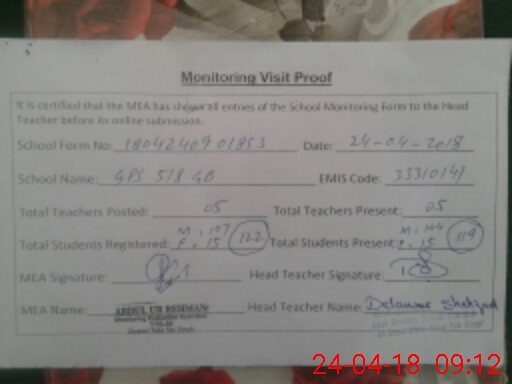 Monitoring Visit Proof
It is certified that the MEA has shown all entries of the School Monitoring Form to the Head
Teacher before its online submission.
School Form No: 18042409 01853 Date: 24-04-2018
School Name: GPS 518 GB EMIS Code: 33310141
Total Teachers Posted: 05 Total Teachers Present: 05
Total Students Registered: M = 107 F = 15 122 Total Students Present: M = 104 F = 15 119
MEA Signature: Head Teacher Signature:
MEA Name: ABDUL UR REHMAN Head Teacher Name: Delawar Shahzad
24-04-18 09:12